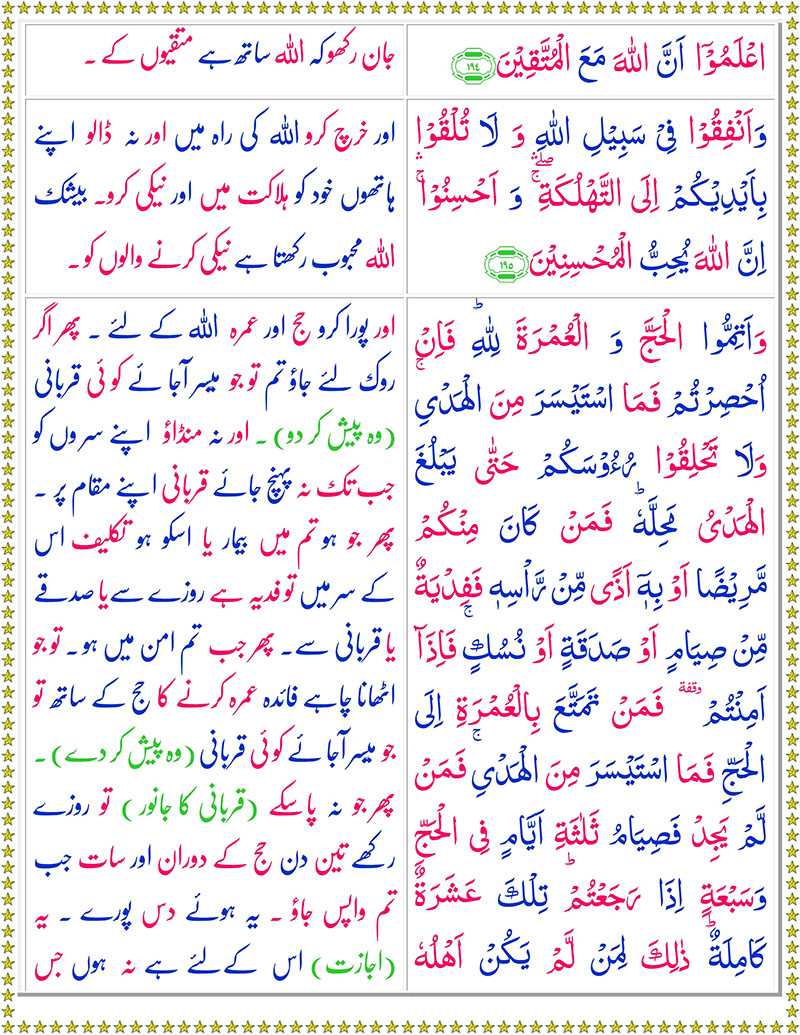 اعْلَمُوْۤا اَنَّ اللّٰهَ مَعَ الْمُتَّقِيْنَ ﴿١٩٤﴾
جان رکھو کہ اللہ ساتھ ہے متقیوں کے ۔
وَاَنْفِقُوْا فِيْ سَبِيْلِ اللّٰهِ وَ لَا تُلْقُوْا
بِاَيْدِيْكُمْ اِلَى التَّهْلُكَةِ ۛۖۚ وَ اَحْسِنُوْا ۛۚ
اِنَّ اللّٰهَ يُحِبُّ الْمُحْسِنِيْنَ ﴿١٩٥﴾
اور خرچ کرو اللہ کی راہ میں اور نہ ڈالو اپنے
ہاتھوں خود کو ہلاکت میں اور نیکی کرو۔ بیشک
اللہ محبوب رکھتا ہے نیکی کرنے والوں کو۔
وَاَتِمُّوا الْحَجَّ وَ الْعُمْرَةَ لِلّٰهِ ؕ فَاِنْ
اُحْصِرْتُمْ فَمَا اسْتَيْسَرَ مِنَ الْهَدْيِ ۚ
وَلَا تَحْلِقُوْا رُءُوْسَكُمْ حَتّٰى يَبْلُغَ
الْهَدْيُ مَحِلَّهٗ ؕ فَمَنْ كَانَ مِنْكُمْ
مَّرِيْضًا اَوْ بِهٖۤ اَذًى مِّنْ رَّاْسِهٖ فَفِدْيَةٌ
مِّنْ صِيَامٍ اَوْ صَدَقَةٍ اَوْ نُسُكٍ ۚ فَاِذَاۤ
اَمِنْتُمْ وقفة فَمَنْ تَمَتَّعَ بِالْعُمْرَةِ اِلَى
الْحَجِّ فَمَا اسْتَيْسَرَ مِنَ الْهَدْيِ ۚ فَمَنْ
لَّمْ يَجِدْ فَصِيَامُ ثَلٰثَةِ اَيَّامٍ فِي الْحَجِّ
وَسَبْعَةٍ اِذَا رَجَعْتُمْ ؕ تِلْكَ عَشَرَةٌ
كَامِلَةٌ ؕ ذٰلِكَ لِمَنْ لَّمْ يَكُنْ اَهْلُهٗ
اور پورا کرو حج اور عمرہ اللہ کے لئے ۔ پھر اگر
روک لئے جاؤ تم تو جو میسر آجائے کوئی قربانی
(وہ پیش کر دو) ۔ اور نہ منڈاؤ اپنے سروں کو
جب تک نہ پہنچ جائے قربانی اپنے مقام پر ۔
پھر جو ہو تم میں بیمار یا اسکو ہو تکلیف اس
کے سر میں تو فدیہ ہے روزے سے یا صدقے
یا قربانی سے۔ پھر جب تم امن میں ہو۔ تو جو
اٹھانا چاہے فائدہ عمرہ کرنے کا حج کے ساتھ تو
جو میسر آجائے کوئی قربانی (وہ پیش کر دے) ۔
پھر جو نہ پا سکے (قربانی کا جانور) تو روزے
رکھے تین دن حج کے دوران اور سات جب
تم واپس جاؤ ۔ یہ ہوئے دس پورے ۔ یہ
(اجازت) اس کے لئے ہے نہ ہوں جس